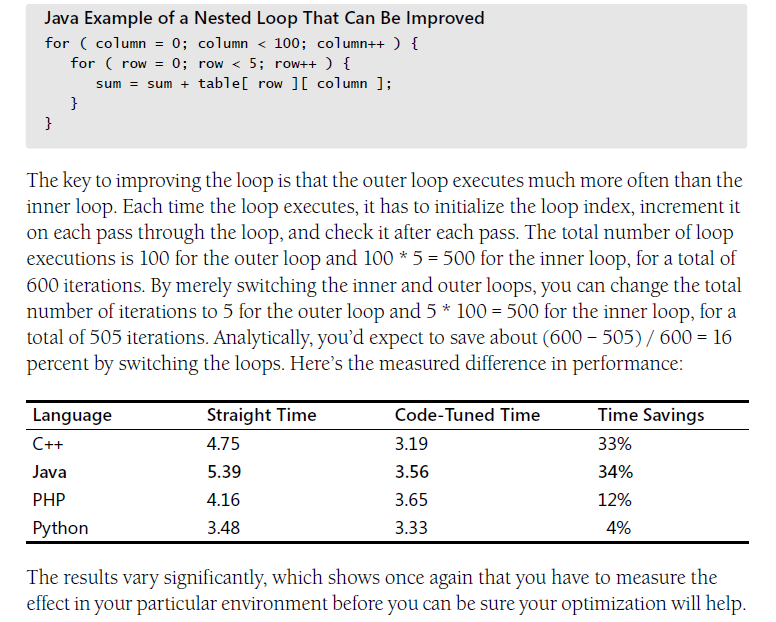 Java Example of a Nested Loop That Can Be Improved
for ( column = 0; column < 100; column++ ) {
   for ( row = 0; row < 5; row++ ) {
      sum = sum + table[ row ][ column ];
   }
}
The key to improving the loop is that the outer loop executes much more often than the
inner loop. Each time the loop executes, it has to initialize the loop index, increment it
on each pass through the loop, and check it after each pass. The total number of loop
executions is 100 for the outer loop and 100 * 5 = 500 for the inner loop, for a total of
600 iterations. By merely switching the inner and outer loops, you can change the total
number of iterations to 5 for the outer loop and 5 * 100 = 500 for the inner loop, for a
total of 505 iterations. Analytically, you’d expect to save about (600 – 505) / 600 = 16
percent by switching the loops. Here’s the measured difference in performance:
Language Straight Time Code-Tuned Time Time Savings
C++ 4.75 3.19 33%
Java 5.39 3.56 34%
PHP 4.16 3.65 12%
Python 3.48 3.33 4%
The results vary significantly, which shows once again that you have to measure the
effect in your particular environment before you can be sure your optimization will help.